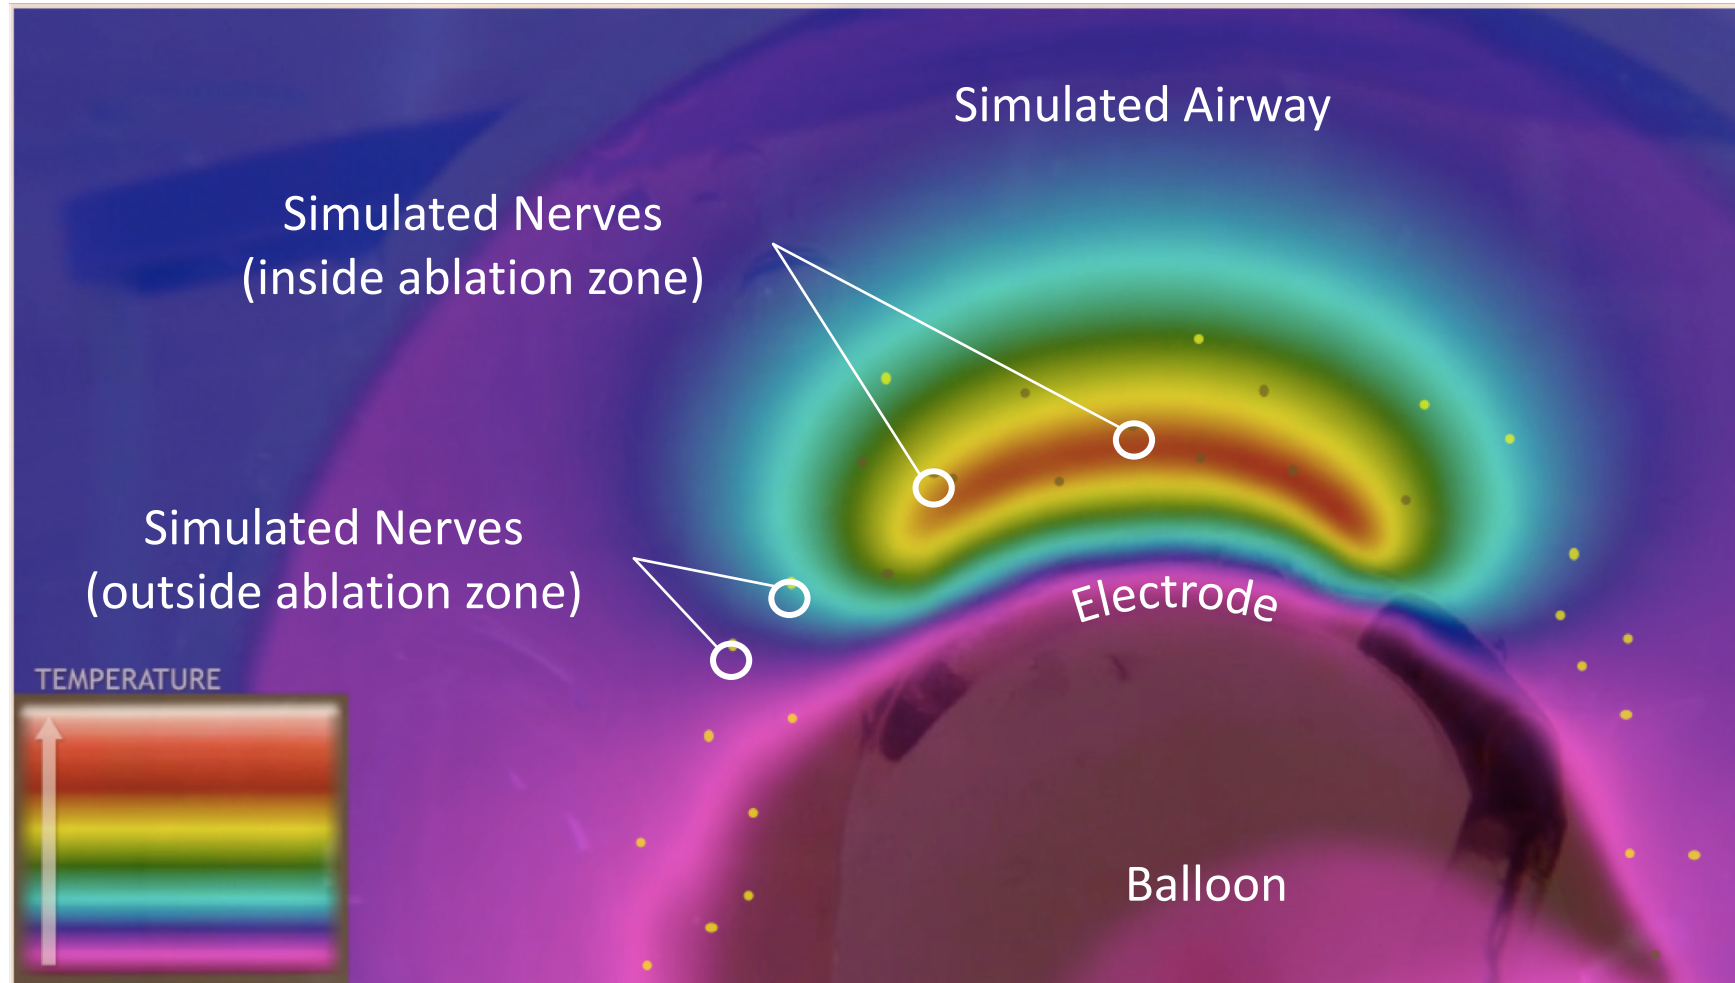 Simulated Airway
Simulated Nerves
(inside ablation zone)
Simulated Nerves
(outside ablation zone)
Electrode
TEMPERATURE
Balloon